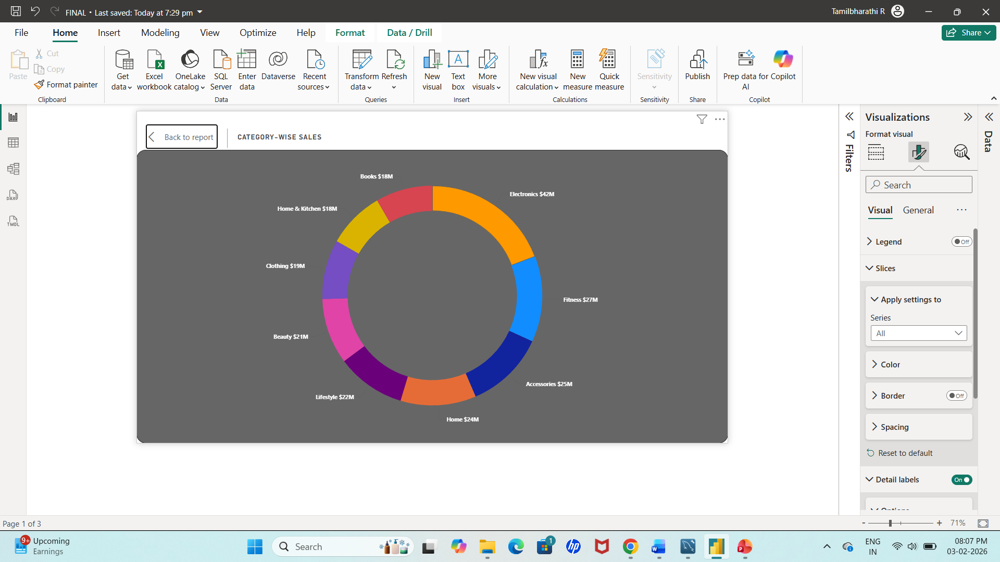 FINAL • Last saved: Today at 7:29 pm
Tamilbharathi R
File Home Insert Modeling View Optimize Help Format Data / Drill
Share
Paste
Cut
Copy
Format painter
Clipboard
Get data
Excel workbook
OneLake catalog
SQL Server
Enter data
Dataverse
Recent sources
Data
Transform data
Refresh
Queries
New visual
Text box
More visuals
Insert
New visual calculation
New measure
Quick measure
Calculations
Sensitivity
Sensitivity
Publish
Share
Prep data for AI
Copilot
Copilot
DAX
TMDL
Back to report
CATEGORY-WISE SALES
Books $18M
Electronics $42M
Home & Kitchen $18M
Clothing $19M
Fitness $27M
Beauty $21M
Accessories $25M
Lifestyle $22M
Home $24M
Filters
Visualizations
Format visual
Search
Visual General
Legend Off
Slices
Apply settings to
Series
All
Color
Border Off
Spacing
Reset to default
Detail labels On
Options
Data
Page 1 of 3
- + 71%
9+
Upcoming
Earnings
Search
1
ENG
IN
08:07 PM
03-02-2026